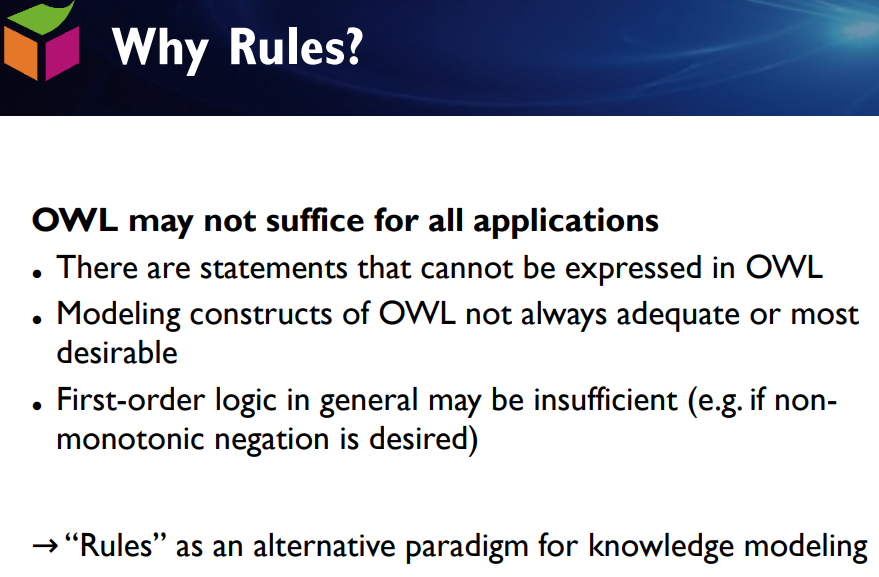 Why Rules?
OWL may not suffice for all applications
• There are statements that cannot be expressed in OWL
• Modeling constructs of OWL not always adequate or most
desirable
• First-order logic in general may be insufficient (e.g. if non-
monotonic negation is desired)
→ “Rules” as an alternative paradigm for knowledge modeling